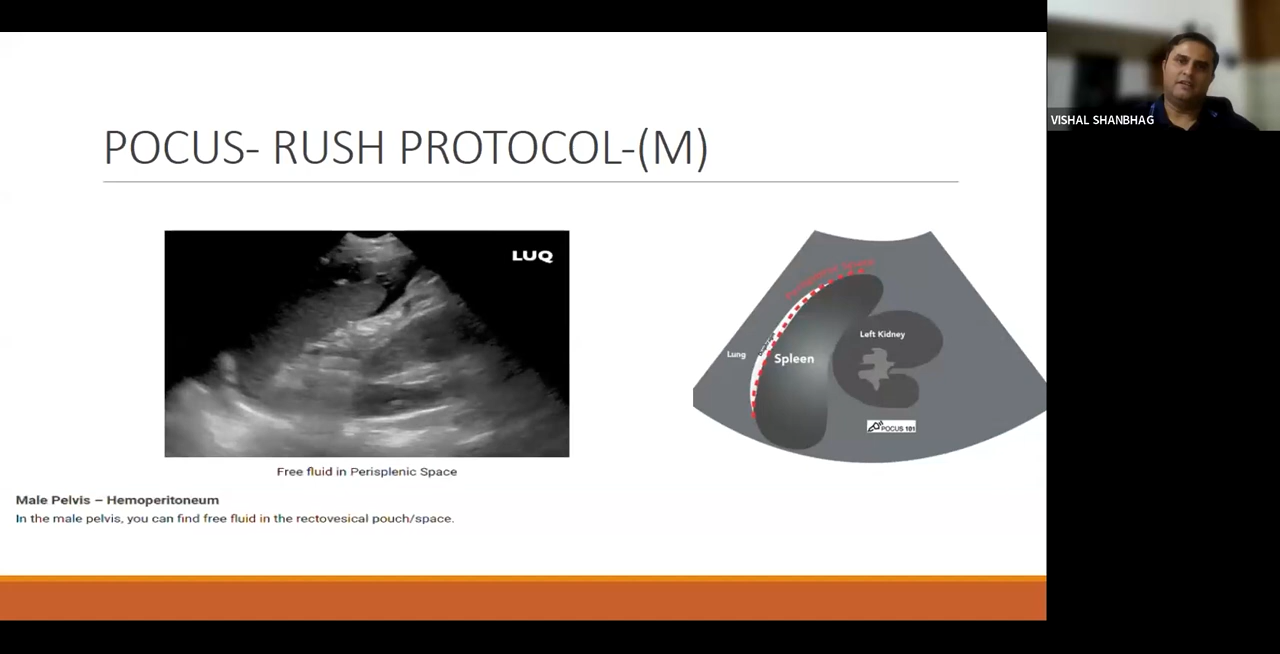 POCUS- RUSH PROTOCOL-(M)
VISHAL SHANBHAG
LUQ
Lung
Spleen
Left Kidney
POCUS 101
Free fluid in Perisplenic Space
Male Pelvis – Hemoperitoneum
In the male pelvis, you can find free fluid in the rectovesical pouch/space.